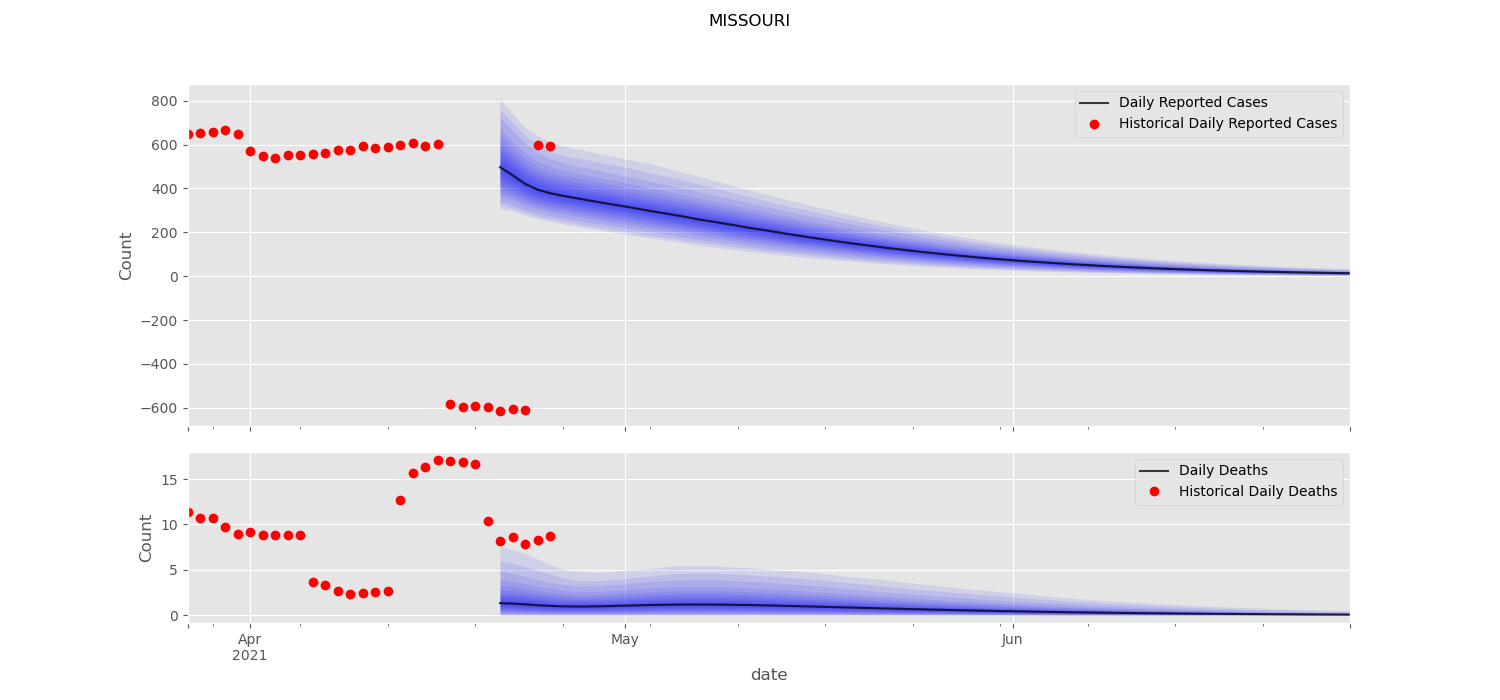 MISSOURI
Daily Reported Cases
Historical Daily Reported Cases
800
600
400
200
0
−200
−400
−600
Count
Daily Deaths
Historical Daily Deaths
15
10
5
0
Count
Apr
2021
May
Jun
date